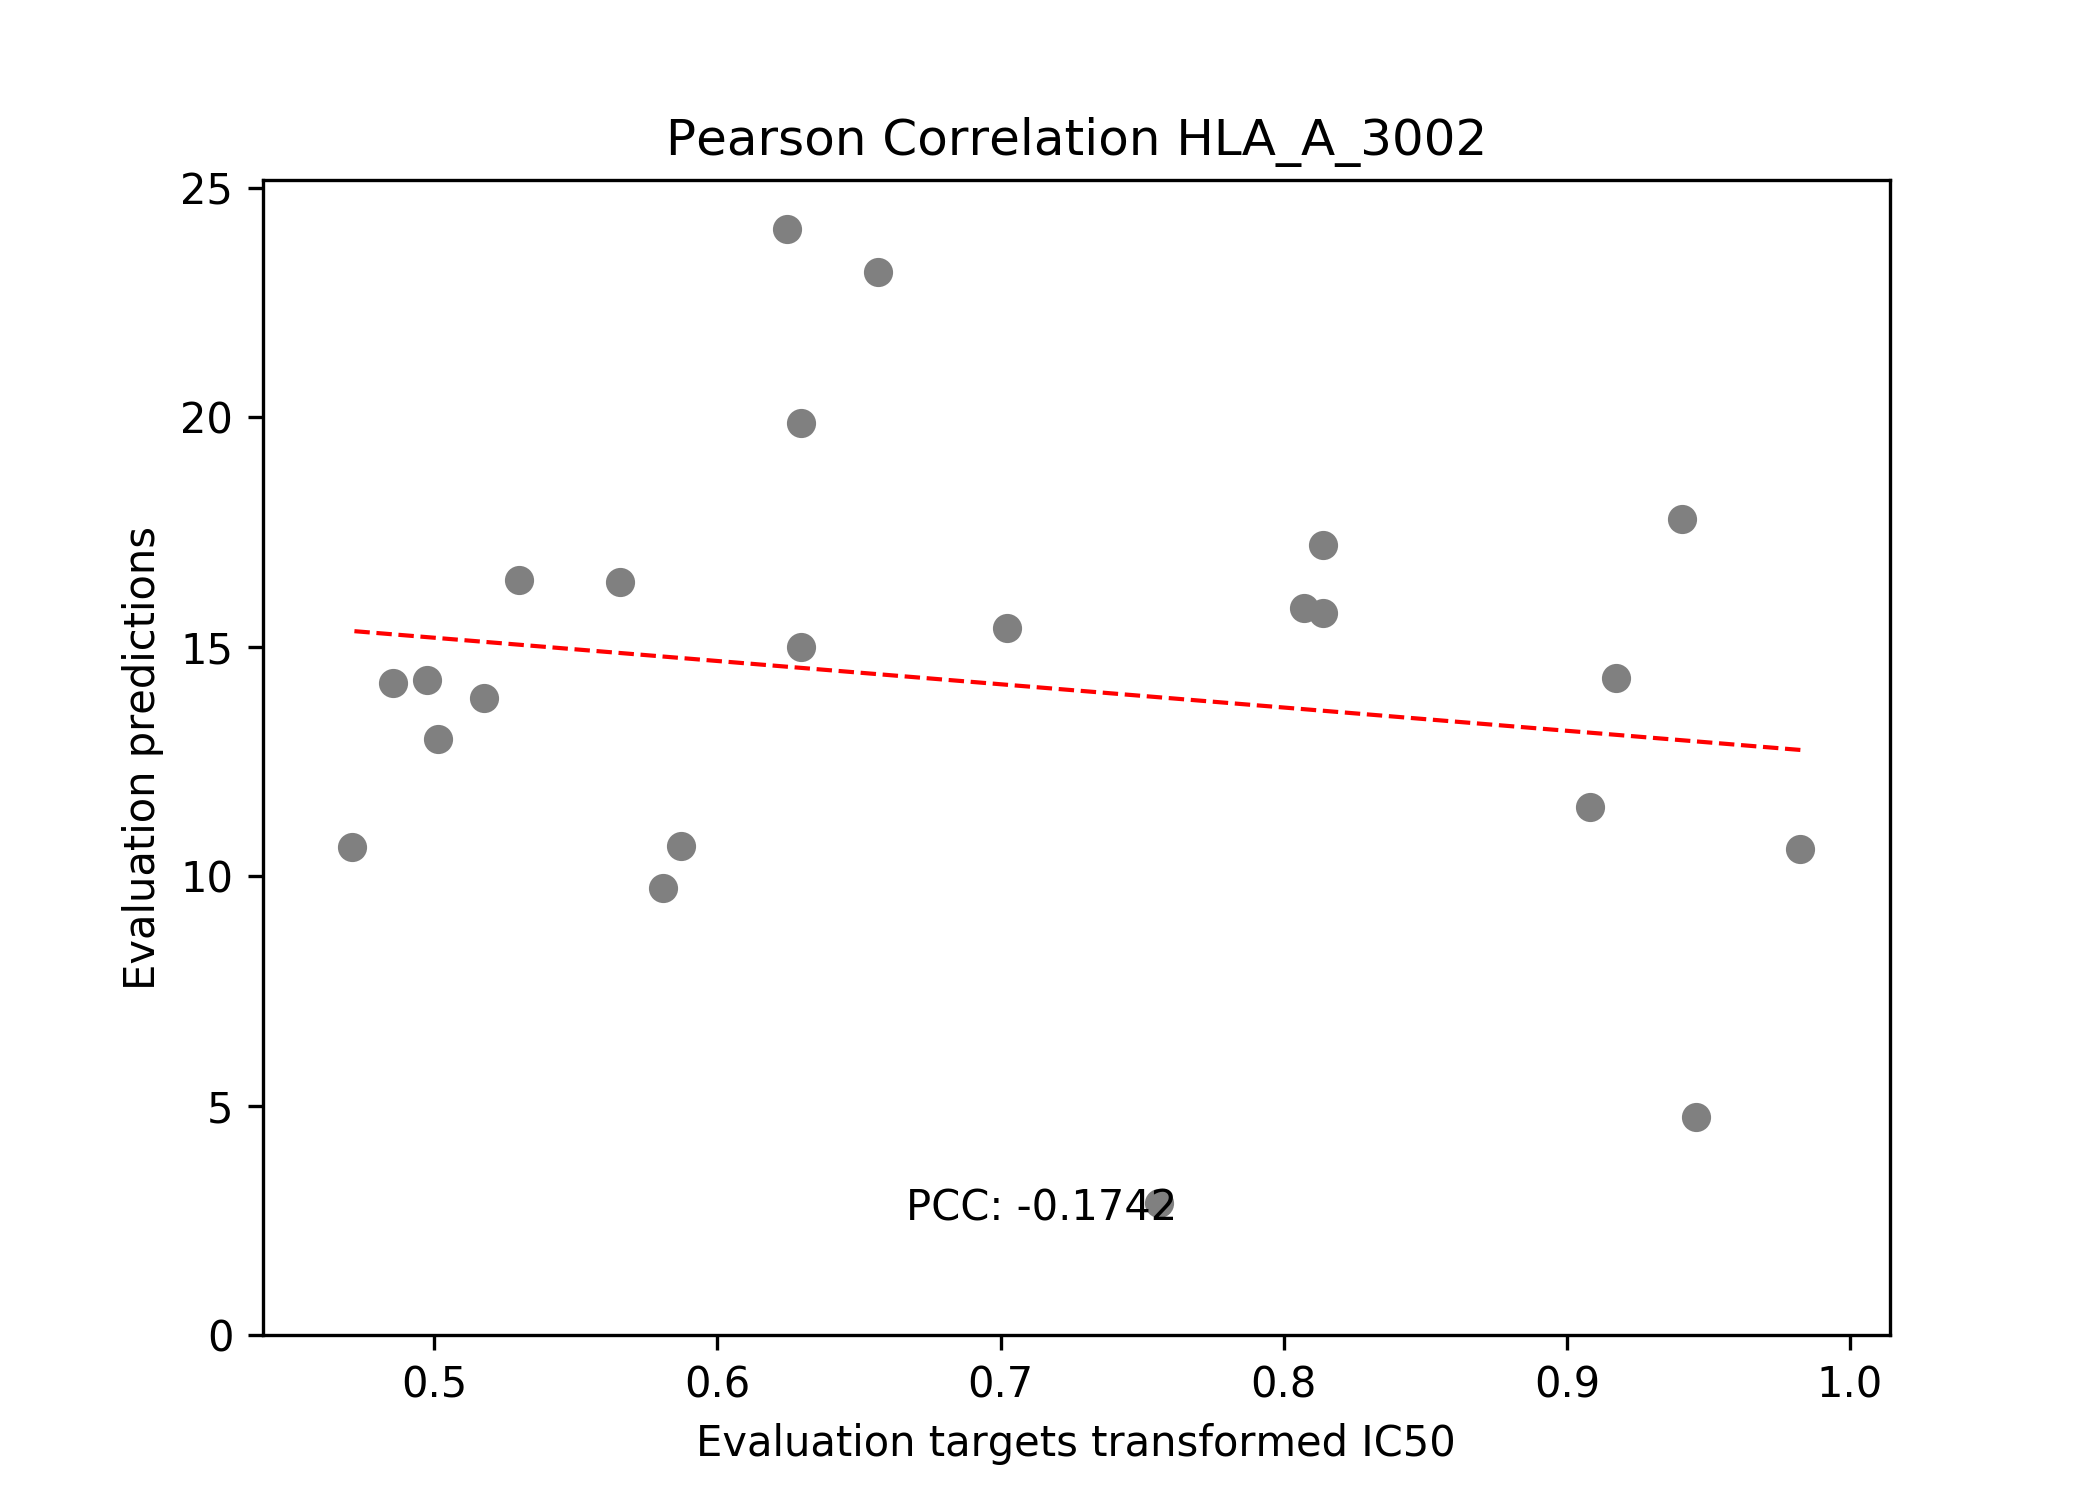 Pearson Correlation HLA_A_3002
25
20
15
10
5
0
Evaluation predictions
PCC: -0.1742
0.5 0.6 0.7 0.8 0.9 1.0
Evaluation targets transformed IC50